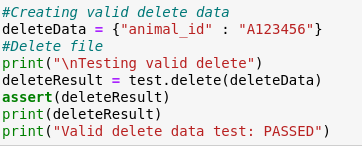 #Creating valid delete data
deleteData = {"animal_id" : "A123456"}
#Delete file
print("\nTesting valid delete")
deleteResult = test.delete(deleteData)
assert(deleteResult)
print(deleteResult)
print("Valid delete data test: PASSED")